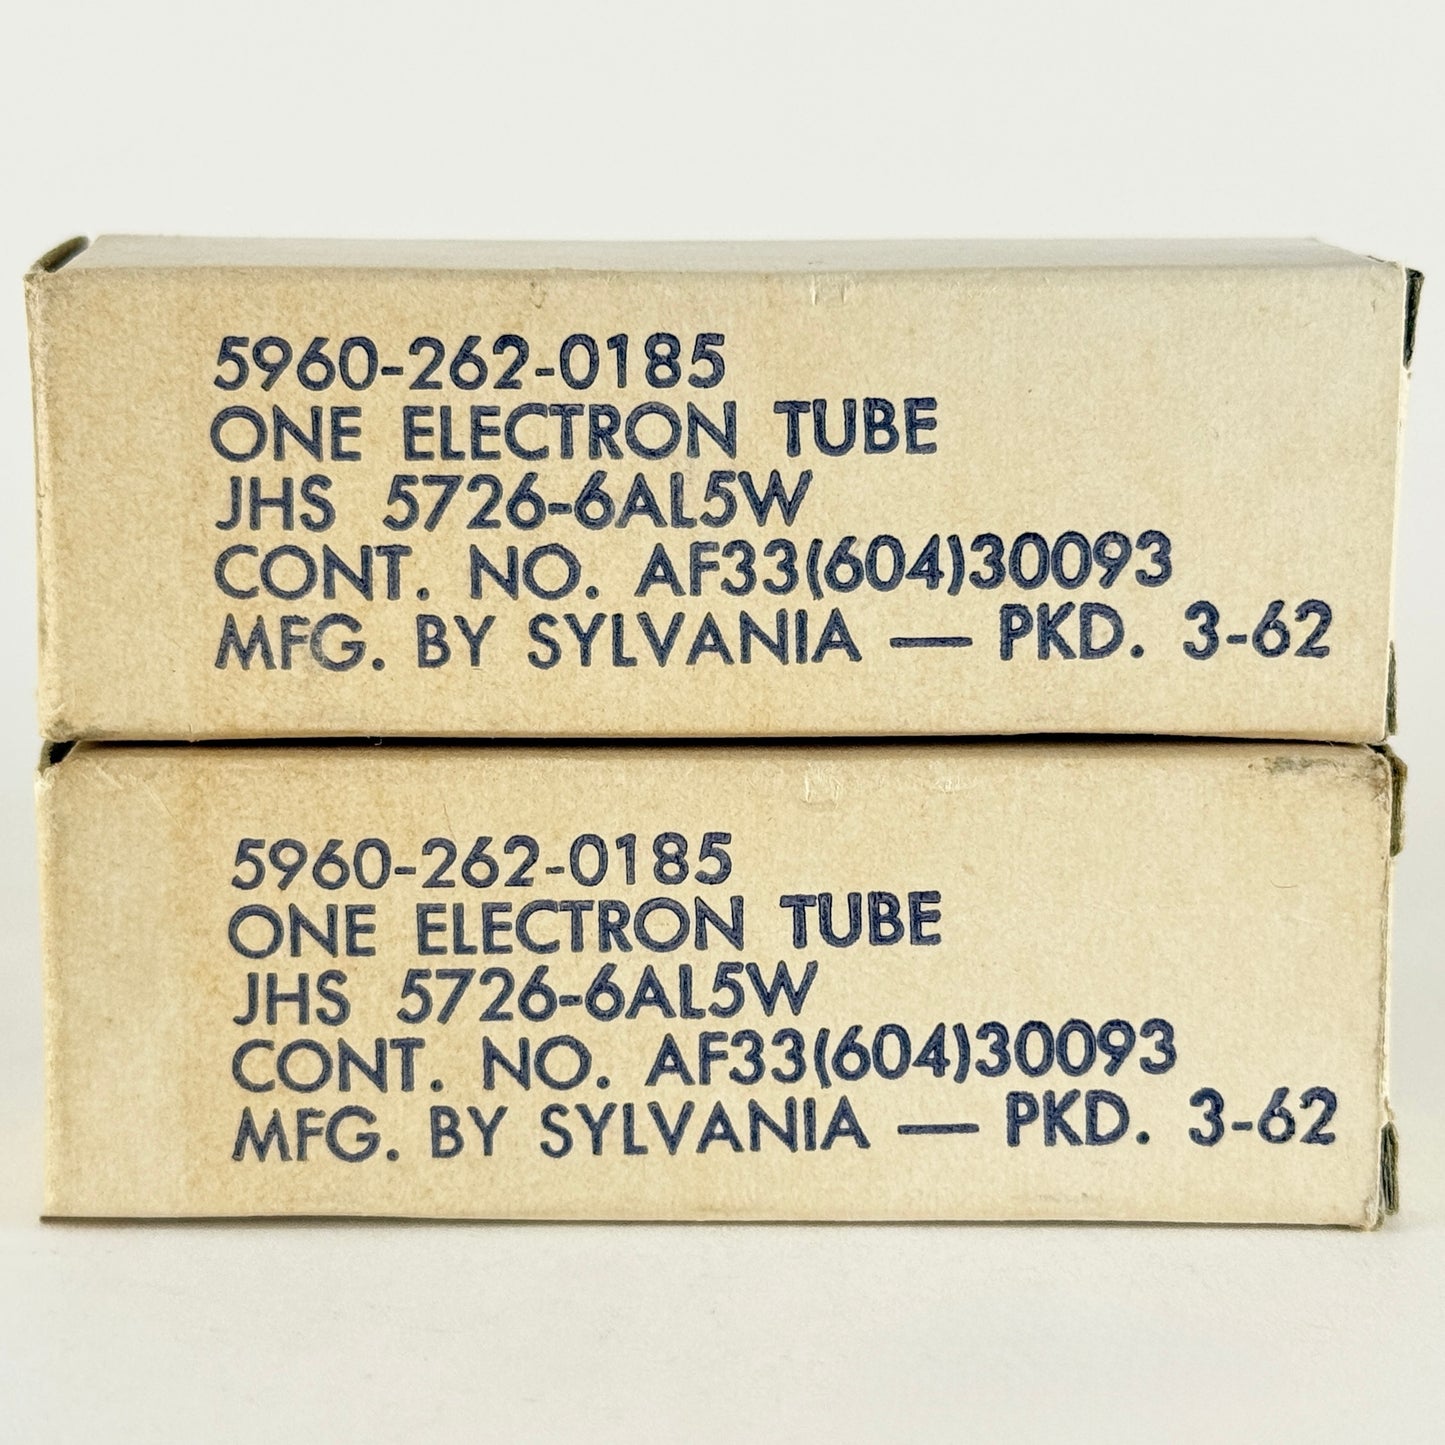 5960-262-0185
ONE ELECTRON TUBE
JHS 5726-6AL5W
CONT. NO. AF33(604)30093
MFG. BY SYLVANIA — PKD. 3-62
5960-262-0185
ONE ELECTRON TUBE
JHS 5726-6AL5W
CONT. NO. AF33(604)30093
MFG. BY SYLVANIA — PKD. 3-62